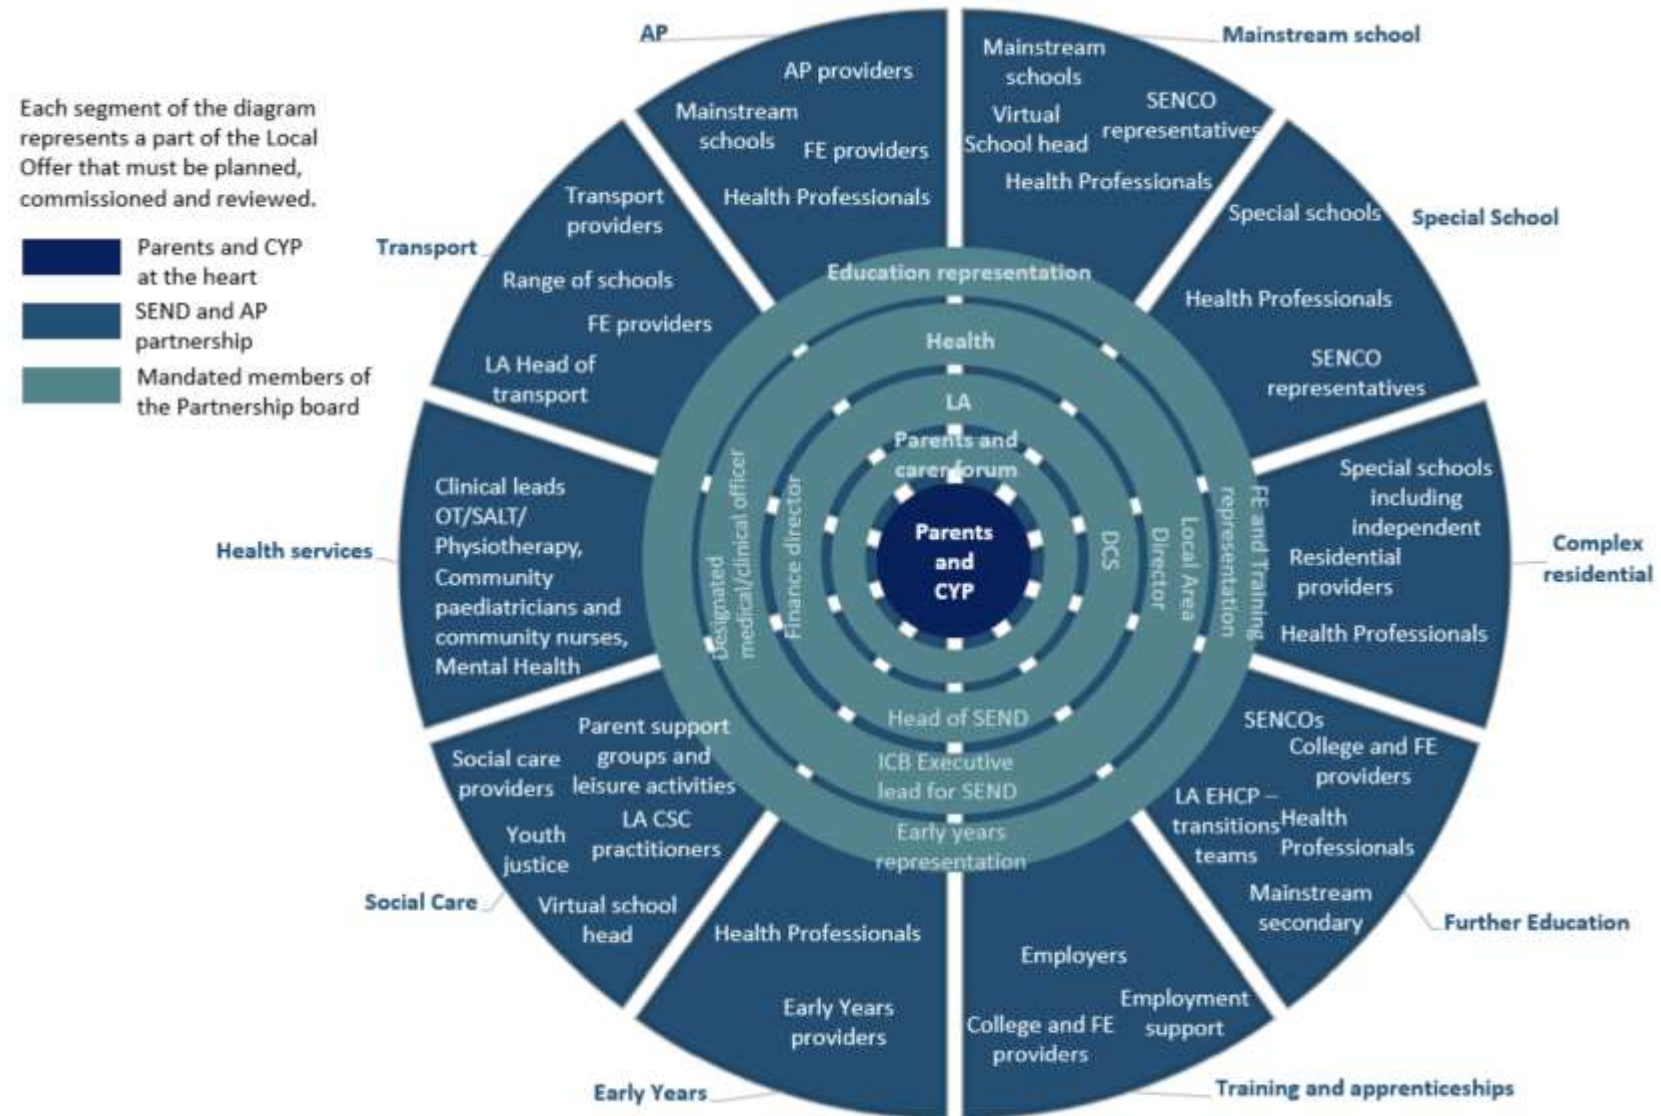 Each segment of the diagram
represents a part of the Local
Offer that must be planned,
commissioned and reviewed.
Parents and CYP
at the heart
SEND and AP
partnership
Mandated members of
the Partnership board
AP
AP providers
Mainstream
schools
FE providers
Health Professionals
Mainstream school
Mainstream
schools
Virtual
School head
SENCO
representatives
Health Professionals
Special School
Special schools
Health Professionals
SENCO
representatives
Complex
residential
Special schools
including
independent
Residential
providers
Health Professionals
Further Education
SENCOs
College and FE
providers
LA EHCP –
transitions
teams
Health
Professionals
Mainstream
secondary
Training and apprenticeships
Employers
Employment
support
College and FE
providers
Early Years
Health Professionals
Early Years
providers
Social Care
Parent support
groups and
leisure activities
Social care
providers
LA CSC
practitioners
Youth
justice
Virtual school
head
Health services
Clinical leads
OT/SALT/
Physiotherapy,
Community
paediatricians and
community nurses,
Mental Health
Transport
Transport
providers
Range of schools
FE providers
LA Head of
transport
Education representation
Health
LA
Parents and
carer forum
Parents
and
CYP
Designated
medical/clinical officer
Finance director
DCS
Local Area
Director
FE and Training
representation
Head of SEND
ICB Executive
lead for SEND
Early years
representation